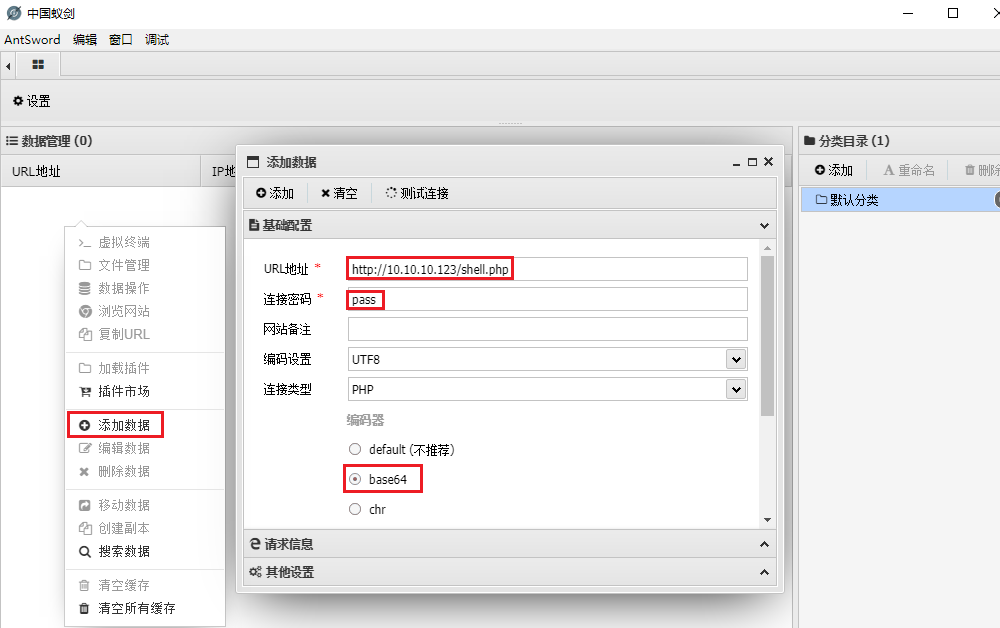 中国蚁剑
AntSword 编辑 窗口 调试
设置
数据管理 (0)
URL地址
IP地
虚拟终端
文件管理
数据操作
浏览网站
复制URL
加载插件
插件市场
添加数据
编辑数据
删除数据
移动数据
创建副本
搜索数据
清空缓存
清空所有缓存
添加数据
添加 清空 测试连接
基础配置
URL地址 * http://10.10.10.123/shell.php
连接密码 * pass
网站备注
编码设置 UTF8
连接类型 PHP
编码器
default (不推荐)
base64
chr
请求信息
其他设置
分类目录 (1)
添加 重命名 删除
默认分类